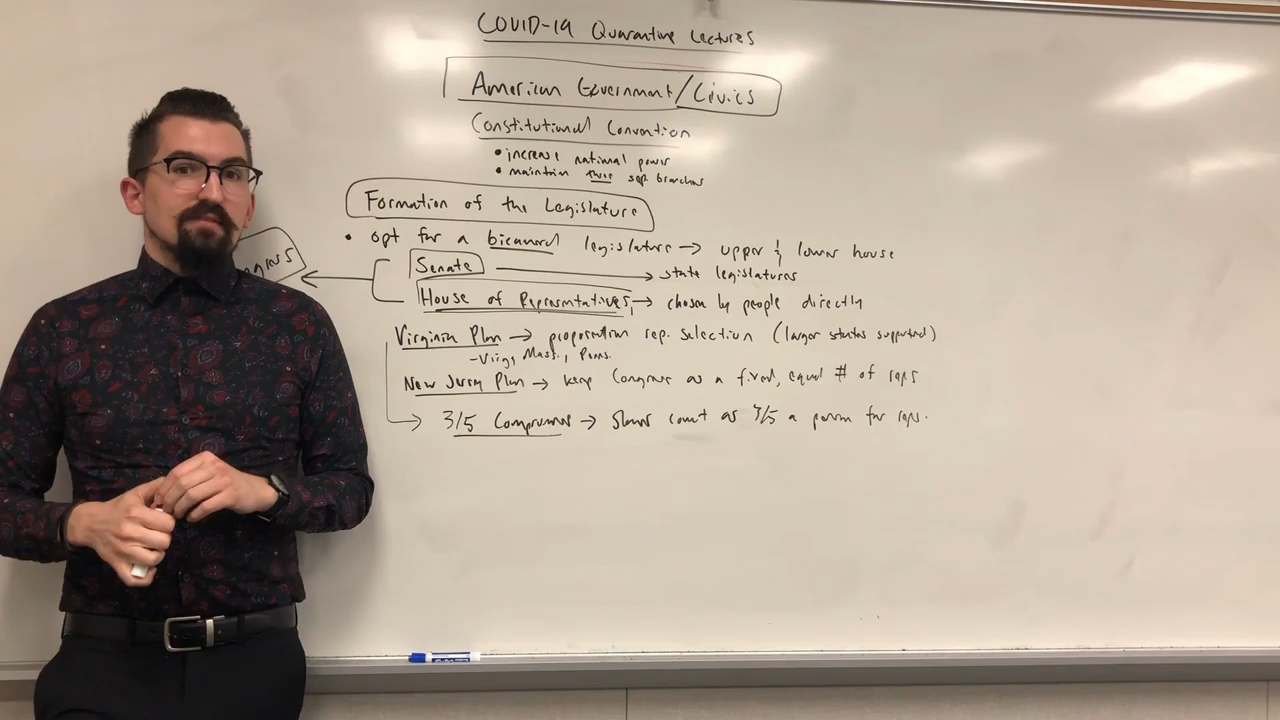 COVID-19 Quarantine Lectures
American Government/Civics
Constitutional Convention
• increase national power
• maintain three sep. branches
Formation of the Legislature
• opt for a bicameral legislature → upper & lower house
Senate → state legislatures
gress
House of Representatives → chosen by people directly
Virginia Plan → proportion rep. selection (larger states supported)
- Virg, Mass., Penns.
New Jersey Plan → keep Congress as a fixed, equal # of reps
3/5 Compromise → Slaves count as 3/5 a person for reps.